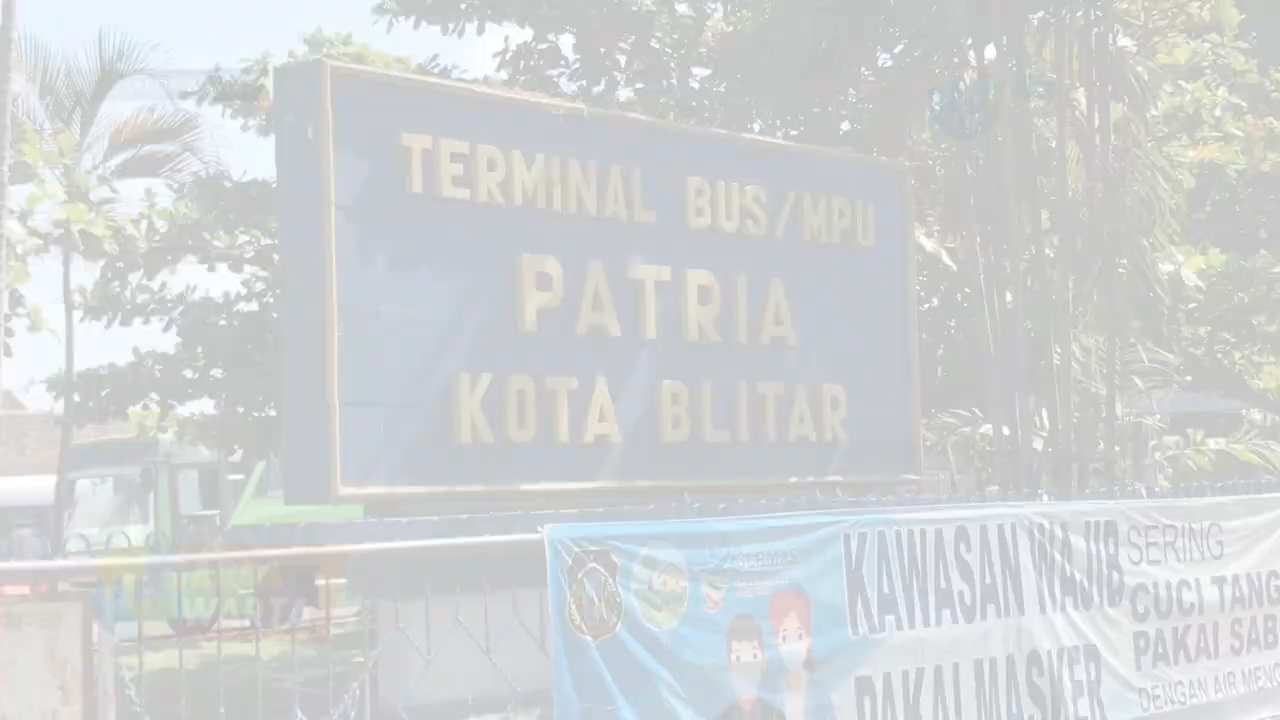 TERMINAL BUS/MPU
PATRIA
KOTA BLITAR
KAWASAN WAJIB
PAKAI MASKER
SERING
CUCI TANG
PAKAI SAB
DENGAN AIR MENG